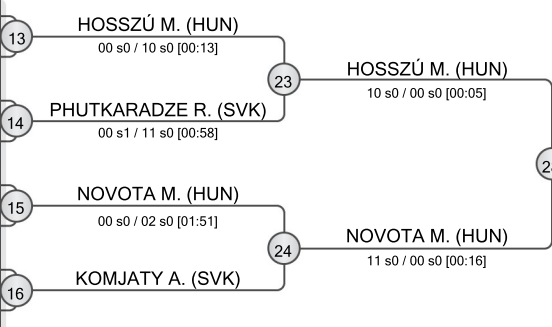 HOSSZÚ M. (HUN)
13
00 s0 / 10 s0 [00:13]
23
HOSSZÚ M. (HUN)
10 s0 / 00 s0 [00:05]
PHUTKARADZE R. (SVK)
14
00 s1 / 11 s0 [00:58]
NOVOTA M. (HUN)
15
00 s0 / 02 s0 [01:51]
24
NOVOTA M. (HUN)
11 s0 / 00 s0 [00:16]
KOMJATY A. (SVK)
16